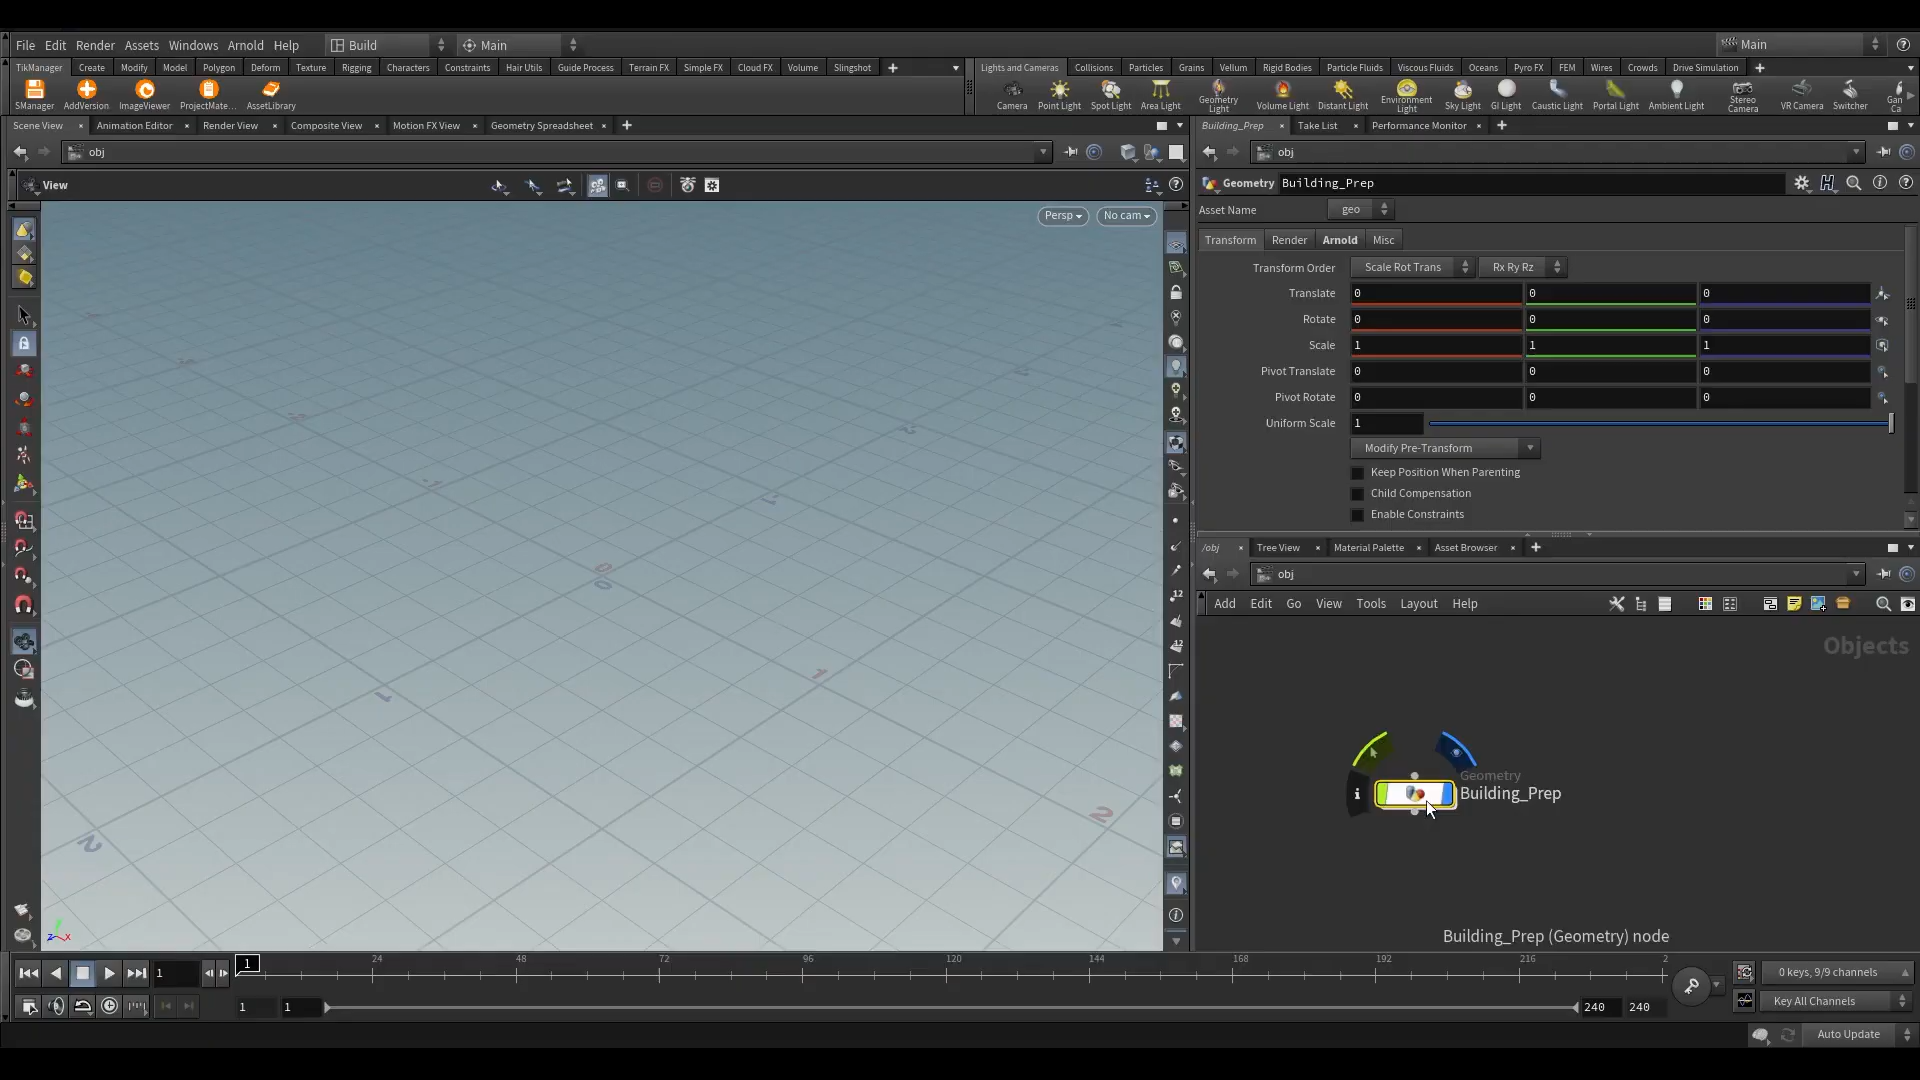 File Edit Render Assets Windows Arnold Help Build Main Main
TikManager Create Modify Model Polygon Deform Texture Rigging Characters Constraints Hair Utils Guide Process Terrain FX Simple FX Cloud FX Volume Slingshot
Lights and Cameras Collisions Particles Grains Vellum Rigid Bodies Particle Fluids Viscous Fluids Oceans Pyro FX FEM Wires Crowds Drive Simulation
SManager AddVersion ImageViewer ProjectMate... AssetLibrary
Camera Point Light Spot Light Area Light Geometry Light Volume Light Distant Light Environment Light Sky Light GI Light Caustic Light Portal Light Ambient Light Stereo Camera VR Camera Switcher
Scene View Animation Editor Render View Composite View Motion FX View Geometry Spreadsheet
Building_Prep Take List Performance Monitor
obj
obj
View
Persp No cam
Geometry Building_Prep
Asset Name geo
Transform Render Arnold Misc
Transform Order Scale Rot Trans Rx Ry Rz
Translate 0 0 0
Rotate 0 0 0
Scale 1 1 1
Pivot Translate 0 0 0
Pivot Rotate 0 0 0
Uniform Scale 1
Modify Pre-Transform
Keep Position When Parenting
Child Compensation
Enable Constraints
/obj Tree View Material Palette Asset Browser
obj
Add Edit Go View Tools Layout Help
Objects
Geometry
Building_Prep
Building_Prep (Geometry) node
0
0
1
1
2
2
z x
1 1 24 48 72 96 120 144 168 192 216 2
0 keys, 9/9 channels
1 1 240 240
Key All Channels
Auto Update